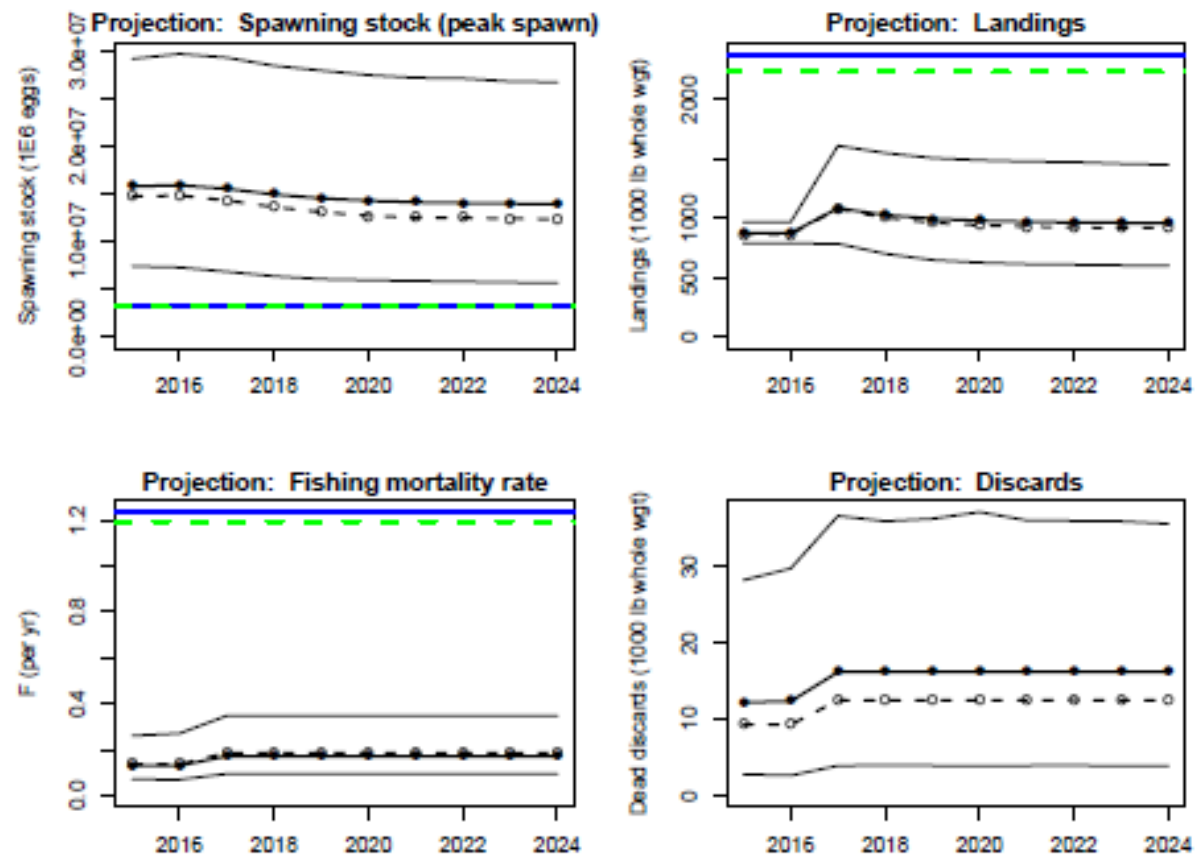 Projection: Spawning stock (peak spawn)
Spawning stock (1E6 eggs)
3.0e+07
2.0e+07
1.0e+07
0.0e+00
2016 2018 2020 2022 2024
Projection: Landings
Landings (1000 lb whole wgt)
2000
1000
500
0
2016 2018 2020 2022 2024
Projection: Fishing mortality rate
F (per yr)
1.2
0.8
0.4
0.0
2016 2018 2020 2022 2024
Projection: Discards
Dead discards (1000 lb whole wgt)
30
20
10
0
2016 2018 2020 2022 2024